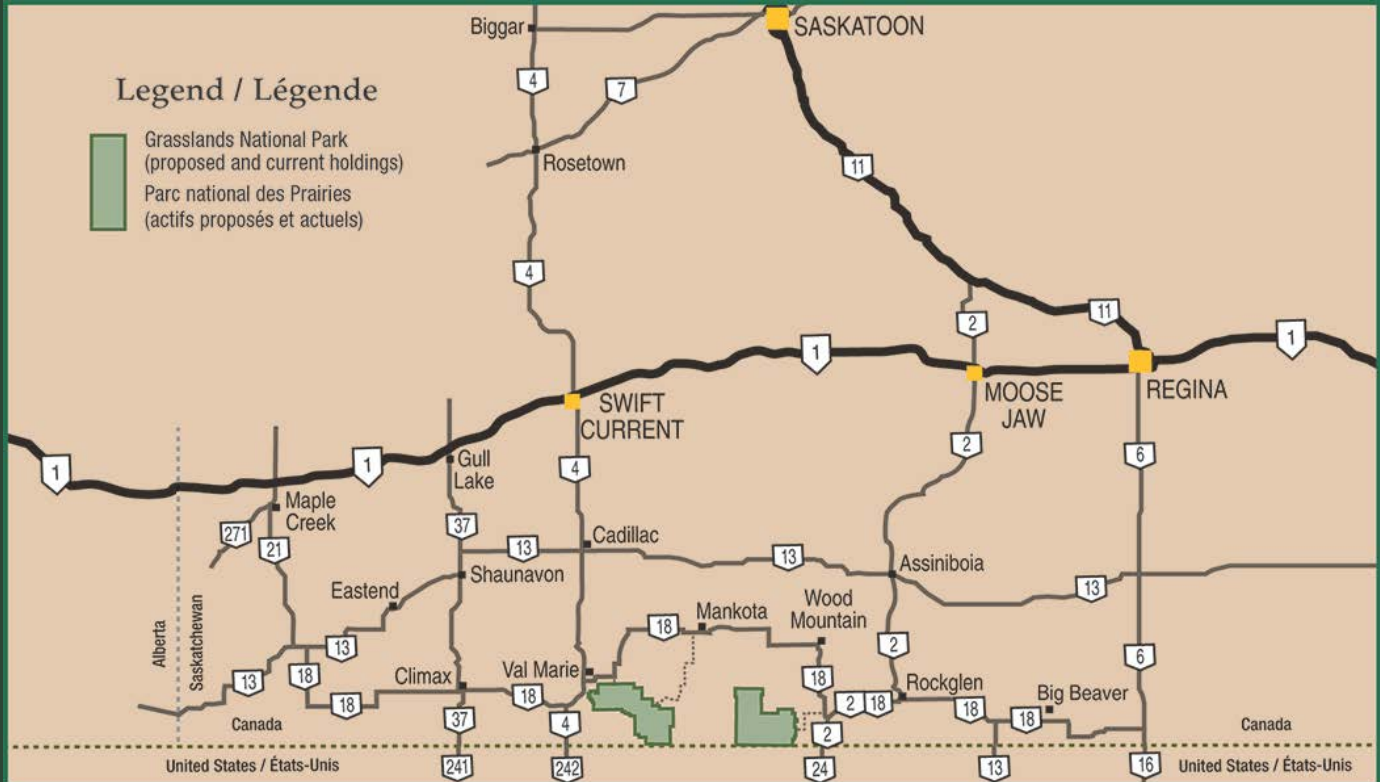 Biggar
SASKATOON
Legend / Légende
4
7
Grasslands National Park
(proposed and current holdings)
Parc national des Prairies
(actifs proposés et actuels)
Rosetown
11
4
2
11
1
1
MOOSE
JAW
REGINA
SWIFT
CURRENT
2
6
1
1
Gull
Lake
4
Maple
Creek
271
21
37
13
Cadillac
13
Assiniboia
13
Shaunavon
Eastend
Alberta
Saskatchewan
13
18
Mankota
Wood
Mountain
2
6
13
18
18
Climax
Val Marie
18
18
Rockglen
Big Beaver
2
18
18
18
Canada
37
4
2
Canada
United States / États-Unis
241
242
24
13
16
United States / États-Unis